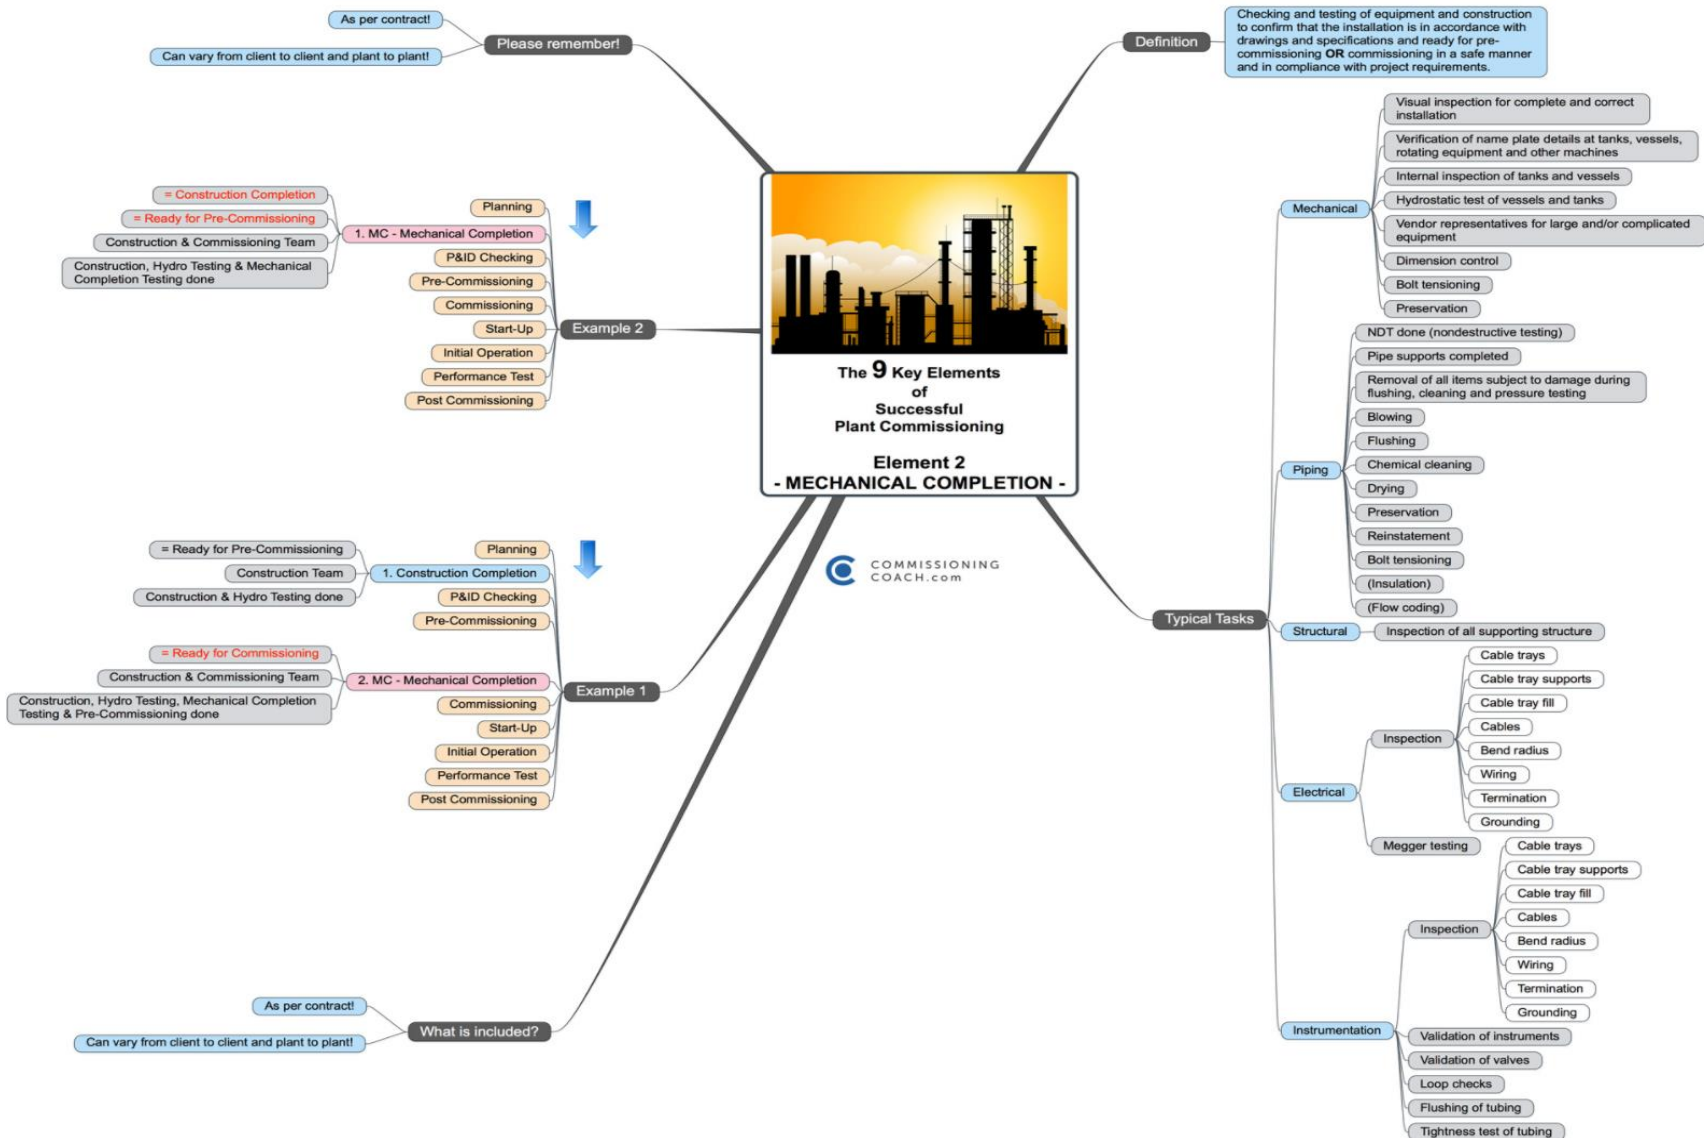 As per contract!
Can vary from client to client and plant to plant!
Please remember!
Definition
Checking and testing of equipment and construction
to confirm that the installation is in accordance with
drawings and specifications and ready for pre-
commissioning OR commissioning in a safe manner
and in compliance with project requirements.
= Construction Completion
= Ready for Pre-Commissioning
Construction & Commissioning Team
Construction, Hydro Testing & Mechanical
Completion Testing done
Planning
1. MC - Mechanical Completion
P&ID Checking
Pre-Commissioning
Commissioning
Start-Up
Initial Operation
Performance Test
Post Commissioning
Example 2
The 9 Key Elements
of
Successful
Plant Commissioning
Element 2
- MECHANICAL COMPLETION -
COMMISSIONING
COACH.com
= Ready for Pre-Commissioning
Construction Team
Construction & Hydro Testing done
= Ready for Commissioning
Construction & Commissioning Team
Construction, Hydro Testing, Mechanical Completion
Testing & Pre-Commissioning done
Planning
1. Construction Completion
P&ID Checking
Pre-Commissioning
2. MC - Mechanical Completion
Commissioning
Start-Up
Initial Operation
Performance Test
Post Commissioning
Example 1
As per contract!
Can vary from client to client and plant to plant!
What is included?
Typical Tasks
Mechanical
Visual inspection for complete and correct
installation
Verification of name plate details at tanks, vessels,
rotating equipment and other machines
Internal inspection of tanks and vessels
Hydrostatic test of vessels and tanks
Vendor representatives for large and/or complicated
equipment
Dimension control
Bolt tensioning
Preservation
Piping
NDT done (nondestructive testing)
Pipe supports completed
Removal of all items subject to damage during
flushing, cleaning and pressure testing
Blowing
Flushing
Chemical cleaning
Drying
Preservation
Reinstatement
Bolt tensioning
(Insulation)
(Flow coding)
Structural
Inspection of all supporting structure
Electrical
Inspection
Cable trays
Cable tray supports
Cable tray fill
Cables
Bend radius
Wiring
Termination
Grounding
Megger testing
Instrumentation
Inspection
Cable trays
Cable tray supports
Cable tray fill
Cables
Bend radius
Wiring
Termination
Grounding
Validation of instruments
Validation of valves
Loop checks
Flushing of tubing
Tightness test of tubing